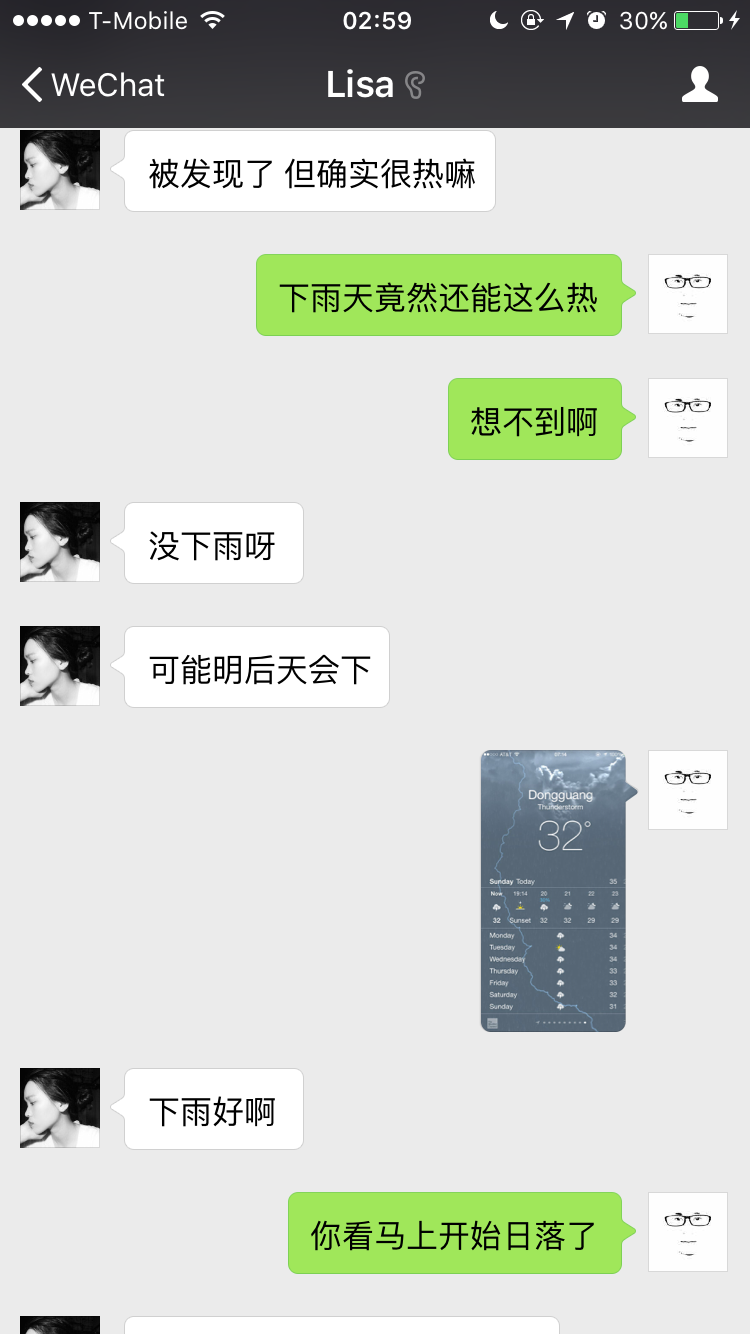 T-Mobile 02:59 30%
WeChat Lisa
被发现了 但确实很热嘛
下雨天竟然还能这么热
想不到啊
没下雨呀
可能明后天会下
AT&T
Dongguang
Thunderstorm
32°
Sunday Today 35
Now 19:14 20 21 22 23
32 Sunset 32 32 29 29
Monday 34
Tuesday 34
Wednesday 34
Thursday 33
Friday 33
Saturday 32
Sunday 31
下雨好啊
你看马上开始日落了